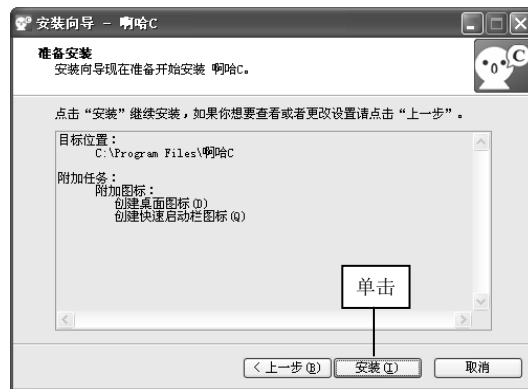 安装向导 - 啊哈C
准备安装
安装向导现在准备开始安装 啊哈C。
C
点击“安装”继续安装，如果你想要查看或者更改设置请点击“上一步”。
目标位置：
C:\Program Files\啊哈C
附加任务：
附加图标：
创建桌面图标(D)
创建快速启动栏图标(Q)
单击
< 上一步(B)
安装(I)
取消